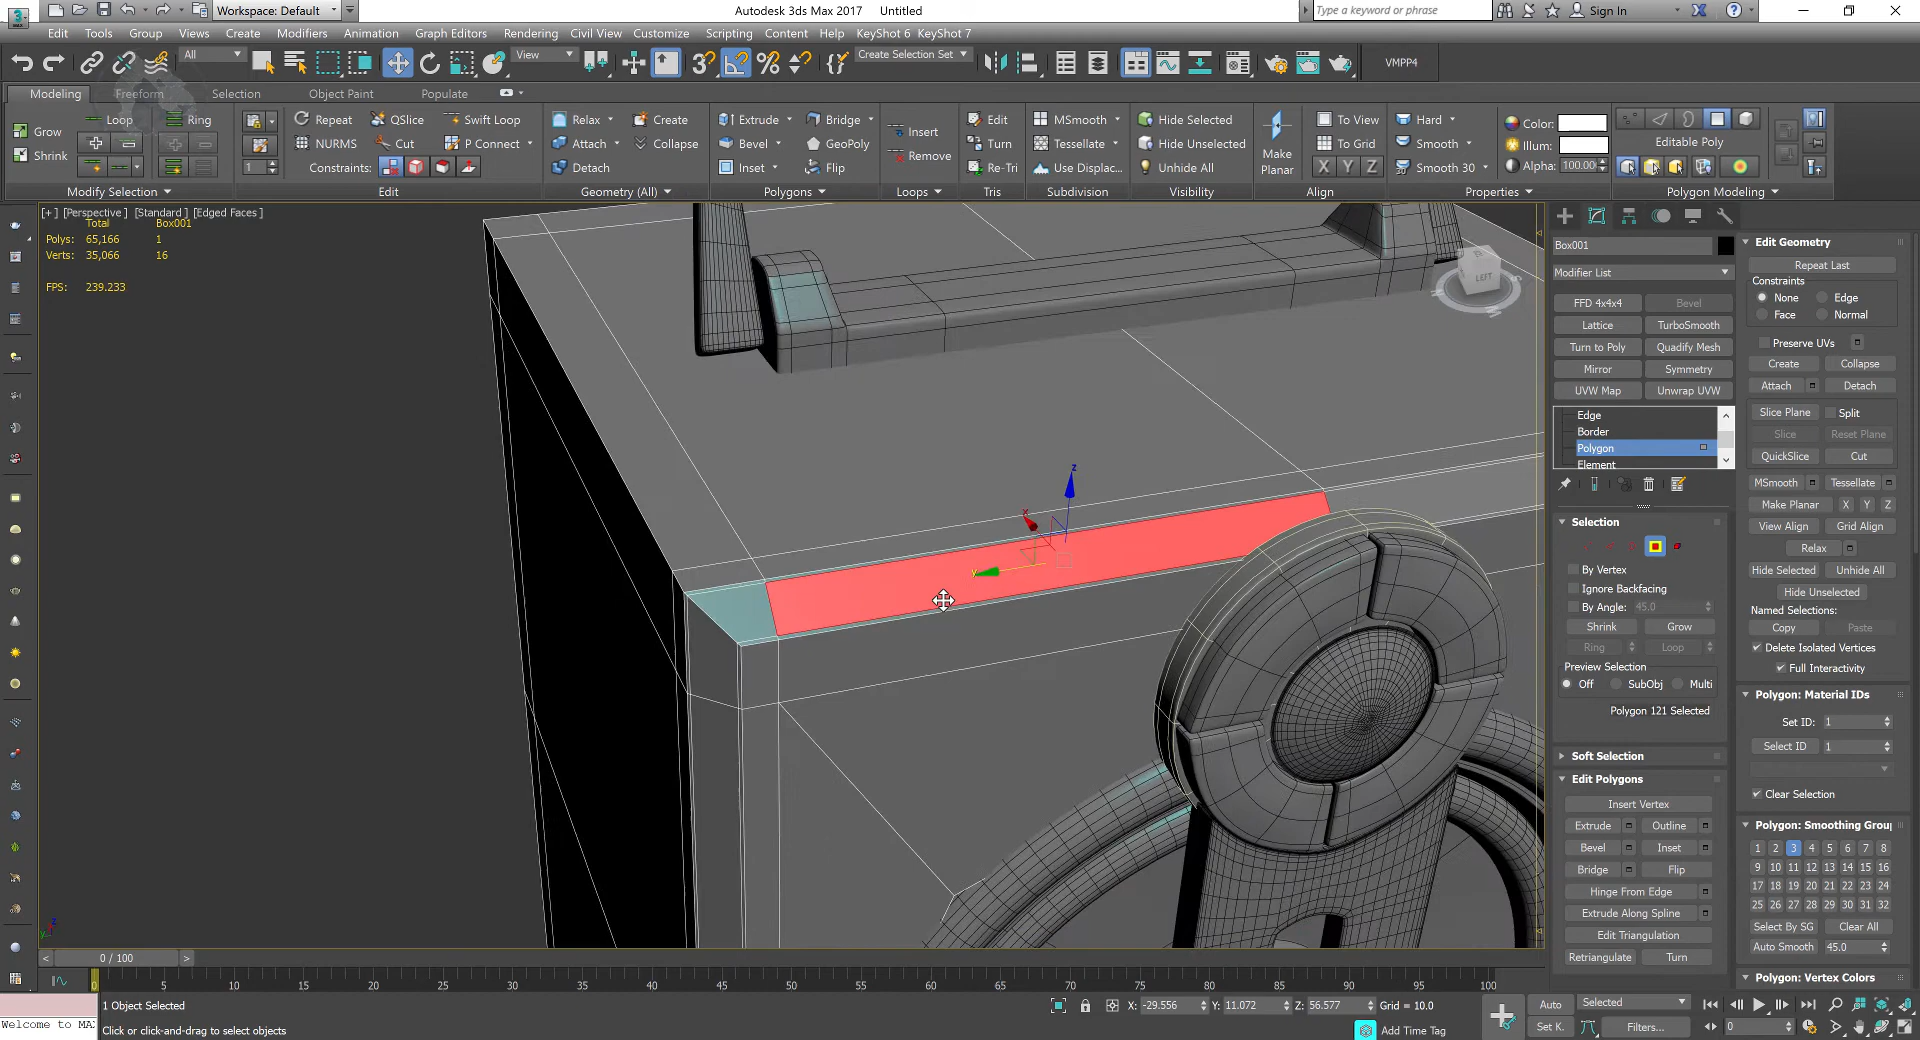 Workspace: Default
Autodesk 3ds Max 2017 Untitled
Type a keyword or phrase
Sign In
Edit Tools Group Views Create Modifiers Animation Graph Editors Rendering Civil View Customize Scripting Content Help KeyShot 6 KeyShot 7
All
View
Create Selection Set
VMPP4
Modeling Freeform Selection Object Paint Populate
Grow Loop Ring
Shrink
Repeat QSlice Swift Loop
NURMS Cut P Connect
Constraints:
1
Relax Create
Attach Collapse
Detach
Extrude Bridge
Bevel GeoPoly
Inset Flip
Insert
Remove
Edit
Turn
Re-Tri
MSmooth
Tessellate
Use Displac...
Hide Selected
Hide Unselected
Unhide All
Make
Planar
To View
To Grid
X Y Z
Hard
Smooth
Smooth 30
Color:
Illum:
Alpha: 100.00
Editable Poly
Modify Selection Edit Geometry (All) Polygons Loops Tris Subdivision Visibility Align Properties Polygon Modeling
[+] [Perspective] [Standard] [Edged Faces]
Total Box001
Polys: 65,166 1
Verts: 35,066 16
FPS: 239.233
LEFT
x
y
z
Box001
Modifier List
FFD 4x4x4 Bevel
Lattice TurboSmooth
Turn to Poly Quadify Mesh
Mirror Symmetry
UVW Map Unwrap UVW
Edge
Border
Polygon
Element
Selection
By Vertex
Ignore Backfacing
By Angle: 45.0
Shrink Grow
Ring Loop
Preview Selection
Off SubObj Multi
Polygon 121 Selected
Soft Selection
Edit Polygons
Insert Vertex
Extrude Outline
Bevel Inset
Bridge Flip
Hinge From Edge
Extrude Along Spline
Edit Triangulation
Retriangulate Turn
Edit Geometry
Repeat Last
Constraints
None Edge
Face Normal
Preserve UVs
Create Collapse
Attach Detach
Slice Plane Split
Slice Reset Plane
QuickSlice Cut
MSmooth Tessellate
Make Planar X Y Z
View Align Grid Align
Relax
Hide Selected Unhide All
Hide Unselected
Named Selections:
Copy Paste
Delete Isolated Vertices
Full Interactivity
Polygon: Material IDs
Set ID: 1
Select ID 1
Clear Selection
Polygon: Smoothing Grou
1 2 3 4 5 6 7 8
9 10 11 12 13 14 15 16
17 18 19 20 21 22 23 24
25 26 27 28 29 30 31 32
Select By SG Clear All
Auto Smooth 45.0
Polygon: Vertex Colors
< 0 / 100 >
0 5 10 15 20 25 30 35 40 45 50 55 60 65 70 75 80 85 90 95 100
1 Object Selected
X: -29.556 Y: 11.072 Z: 56.577 Grid = 10.0
Auto Selected
Welcome to MA
Click or click-and-drag to select objects
Add Time Tag
Set K. Filters... 0